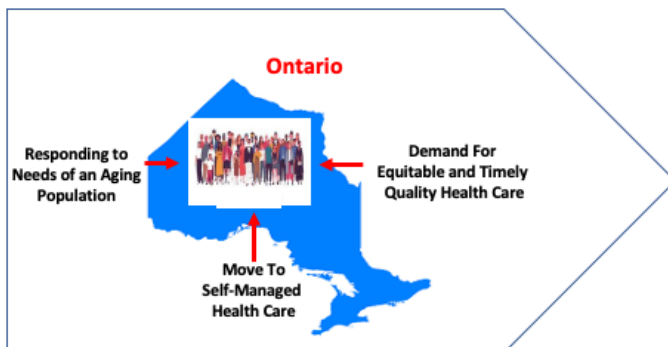 Ontario
Responding to
Needs of an Aging
Population
Demand For
Equitable and Timely
Quality Health Care
Move To
Self-Managed
Health Care